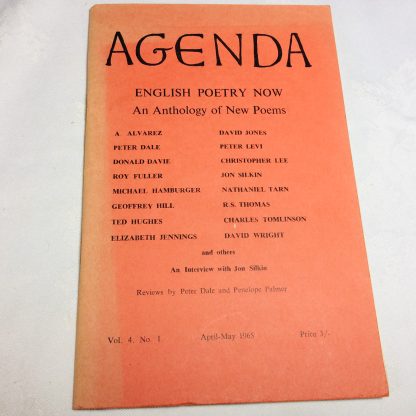 AGENDA
ENGLISH POETRY NOW
An Anthology of New Poems
A. ALVAREZ DAVID JONES
PETER DALE PETER LEVI
DONALD DAVIE CHRISTOPHER LEE
ROY FULLER JON SILKIN
MICHAEL HAMBURGER NATHANIEL TARN
GEOFFREY HILL R.S. THOMAS
TED HUGHES CHARLES TOMLINSON
ELIZABETH JENNINGS DAVID WRIGHT
and others
An Interview with Jon Silkin
Reviews by Peter Dale and Penelope Palmer
Vol. 4. No. 1. April-May 1965 Price 3/-